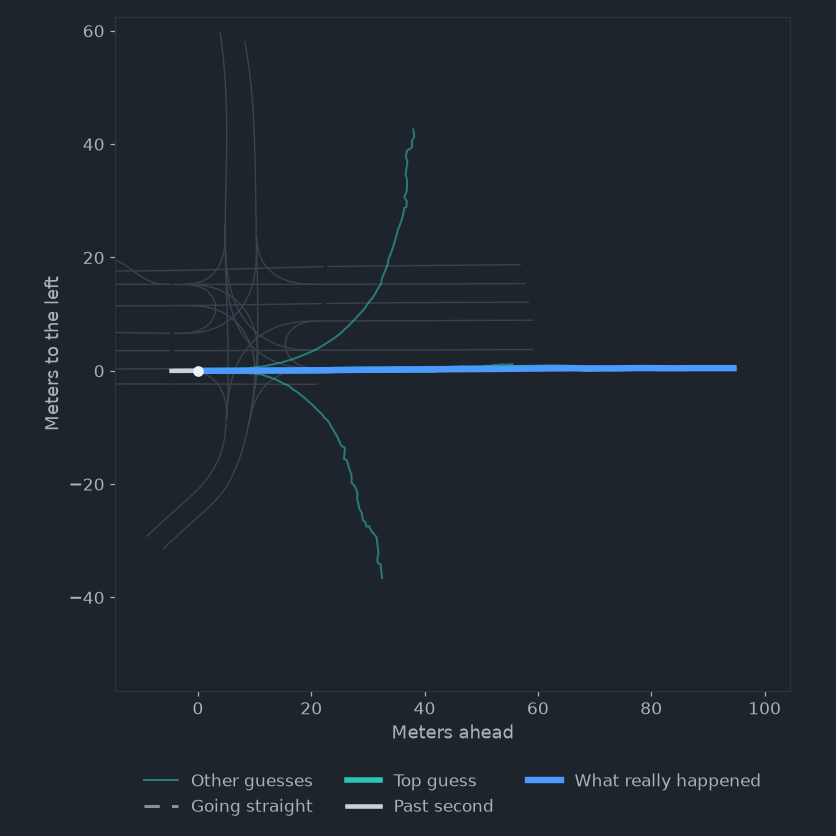 60
40
20
0
−20
−40
Meters to the left
0 20 40 60 80 100
Meters ahead
Other guesses Top guess What really happened
Going straight Past second